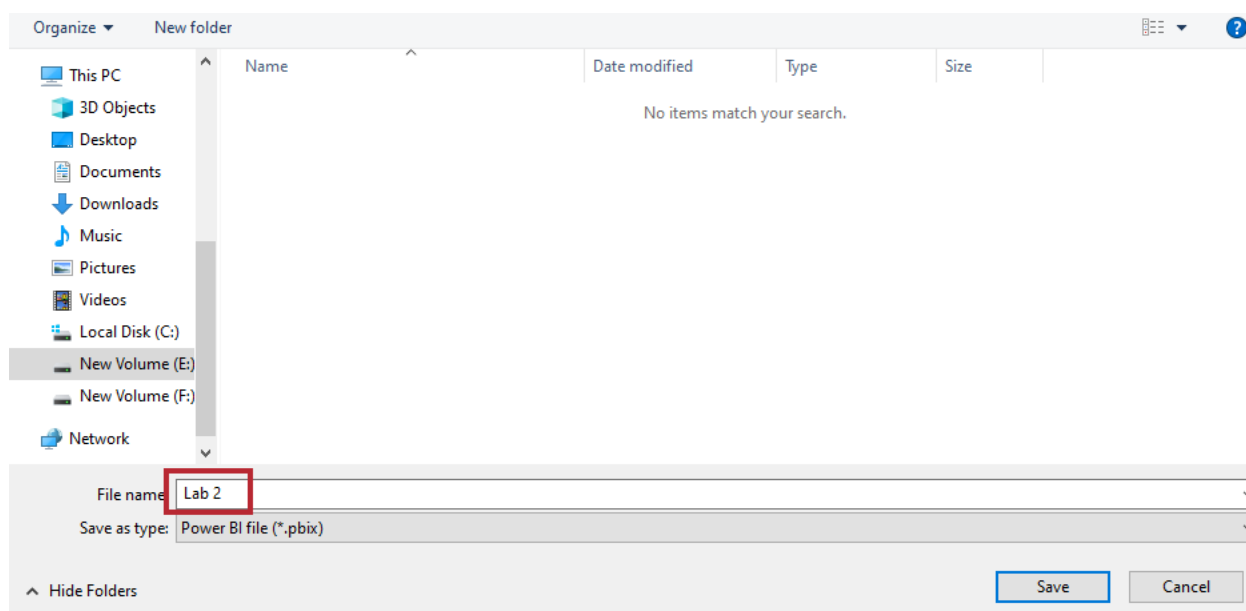 Organize New folder ?
Name Date modified Type Size
This PC
No items match your search.
3D Objects
Desktop
Documents
Downloads
Music
Pictures
Videos
Local Disk (C:)
New Volume (E:)
New Volume (F:)
Network
File name Lab 2
Save as type: Power BI file (*.pbix)
Hide Folders Save Cancel